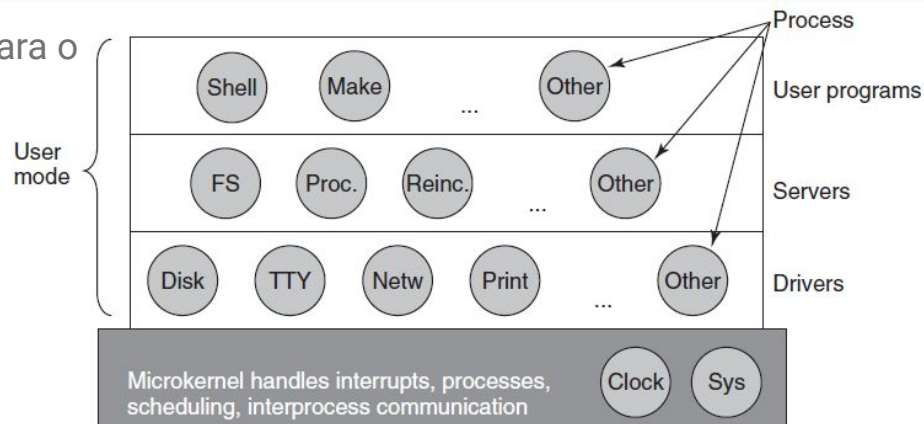 ara o
Process
Shell
Make
...
Other
User programs
User
mode
FS
Proc.
Reinc.
...
Other
Servers
Disk
TTY
Netw
Print
...
Other
Drivers
Microkernel handles interrupts, processes,
scheduling, interprocess communication
Clock
Sys